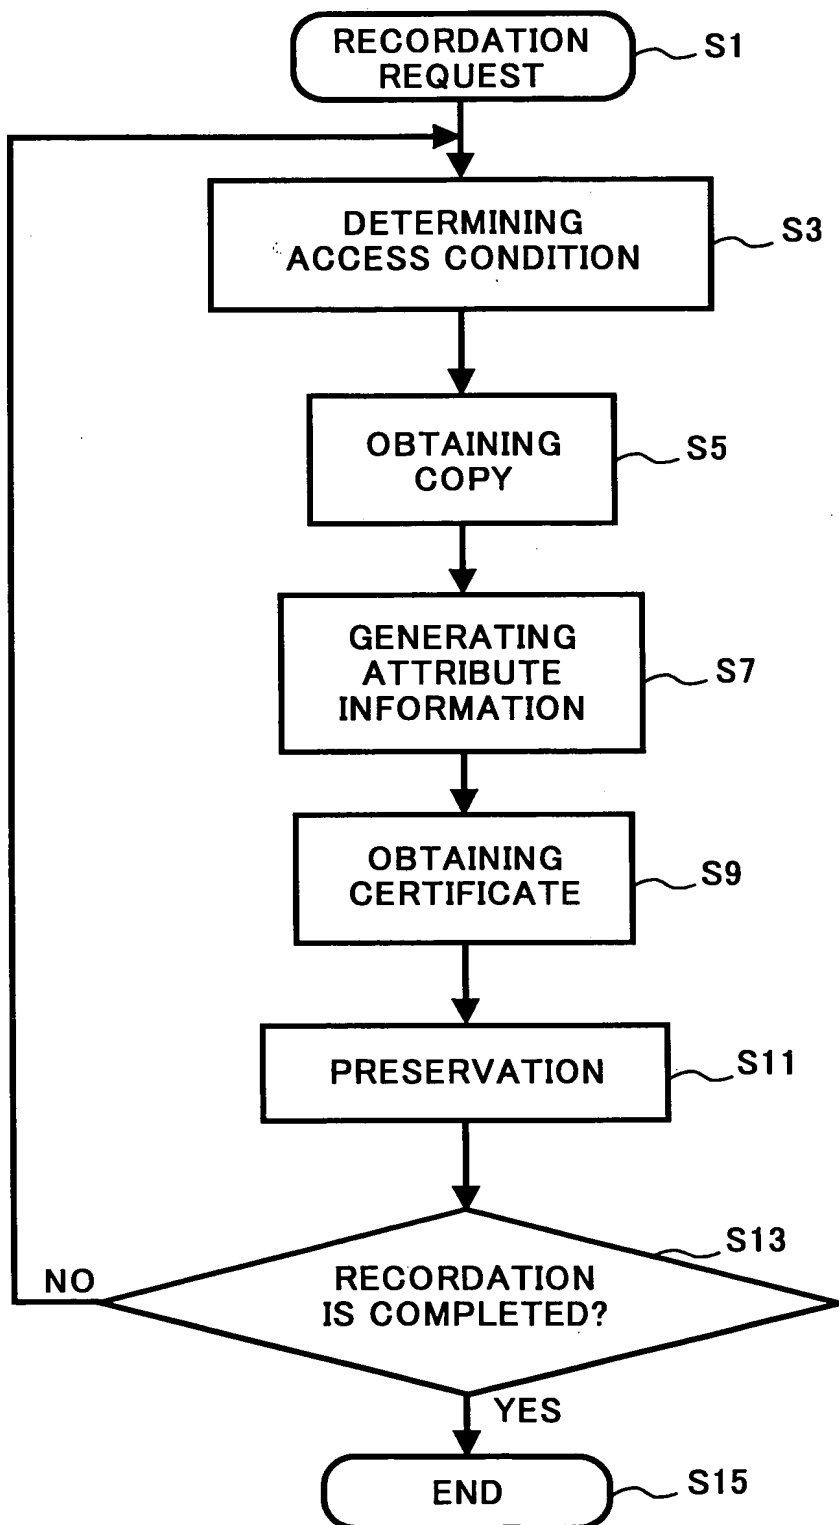 RECORDATION
REQUEST
S1
DETERMINING
ACCESS CONDITION
S3
OBTAINING
COPY
S5
GENERATING
ATTRIBUTE
INFORMATION
S7
OBTAINING
CERTIFICATE
S9
PRESERVATION
S11
S13
RECORDATION
IS COMPLETED?
NO
YES
END
S15